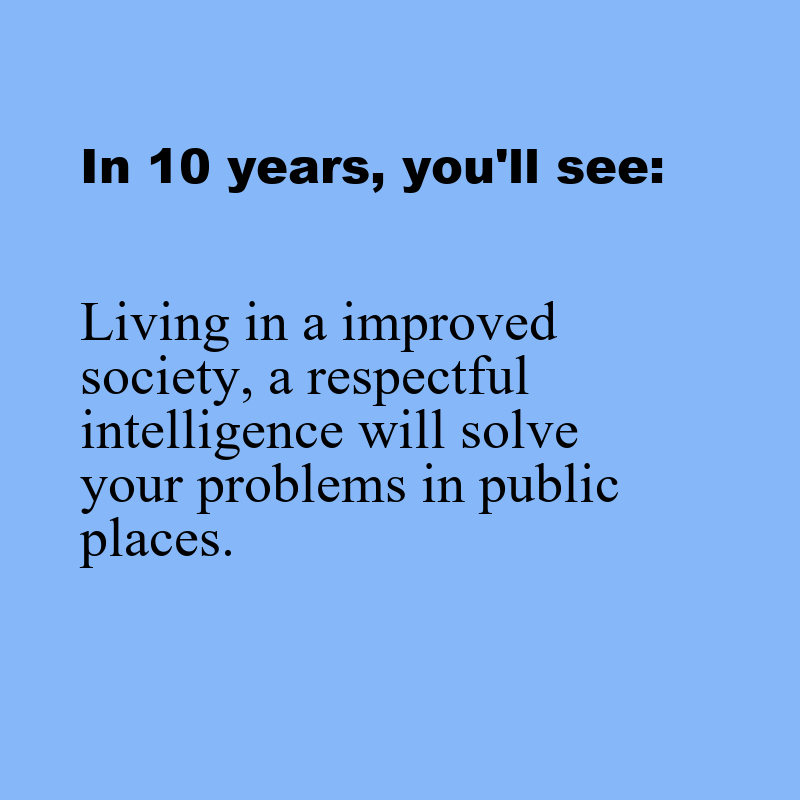 In 10 years, you'll see:
Living in a improved
society, a respectful
intelligence will solve
your problems in public
places.